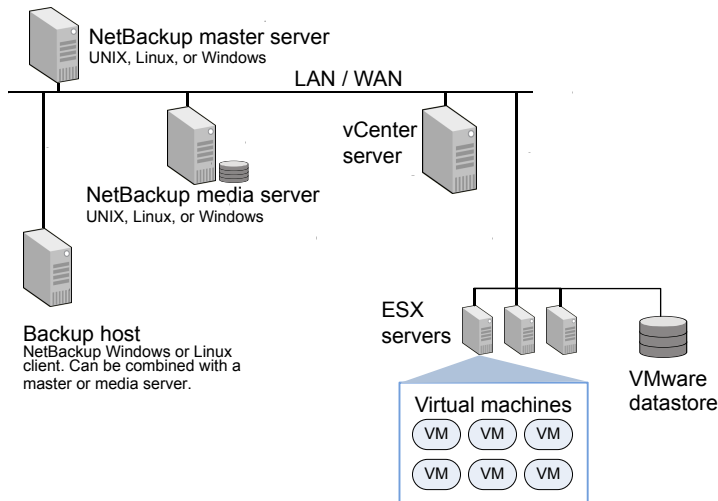 NetBackup master server
UNIX, Linux, or Windows
LAN / WAN
vCenter
server
NetBackup media server
UNIX, Linux, or Windows
ESX
servers
Backup host
NetBackup Windows or Linux
client. Can be combined with a
master or media server.
VMware
datastore
Virtual machines
VM VM VM
VM VM VM